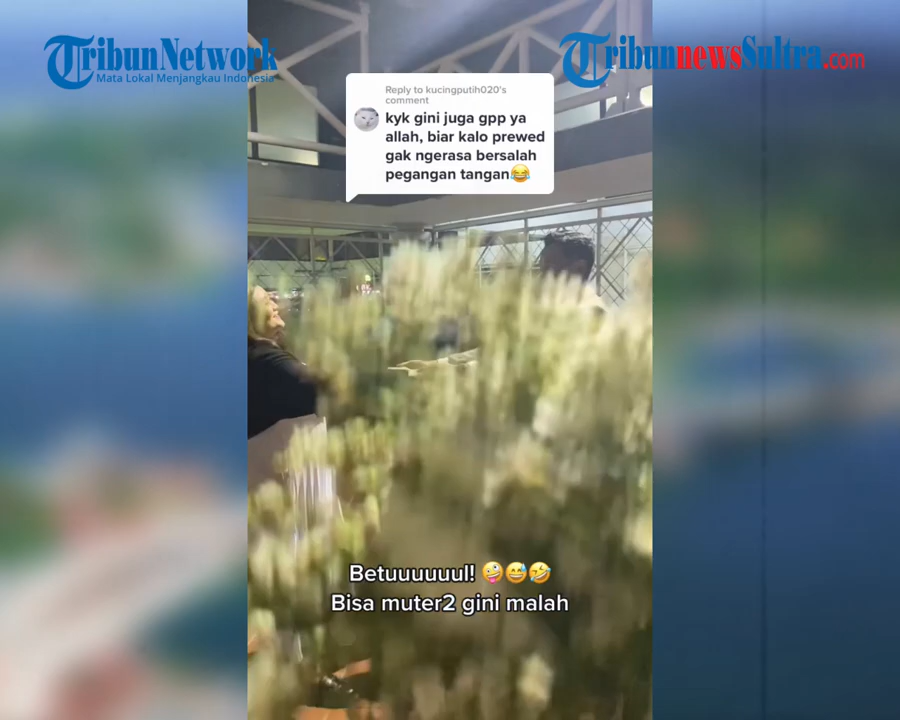 TribunNetwork
Mata Lokal Menjangkau Indonesia
TribunnewsSultra.com
Reply to kucingputih020's
comment
kyk gini juga gpp ya
allah, biar kalo prewed
gak ngerasa bersalah
pegangan tangan😂
Betuuuuuul! 🤪😅🤣
Bisa muter2 gini malah